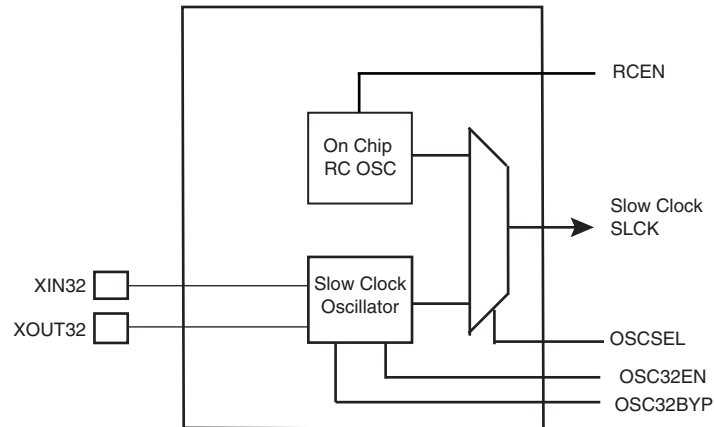 RCEN
On Chip
RC OSC
Slow Clock
SLCK
XIN32
Slow Clock
Oscillator
XOUT32
OSCSEL
OSC32EN
OSC32BYP